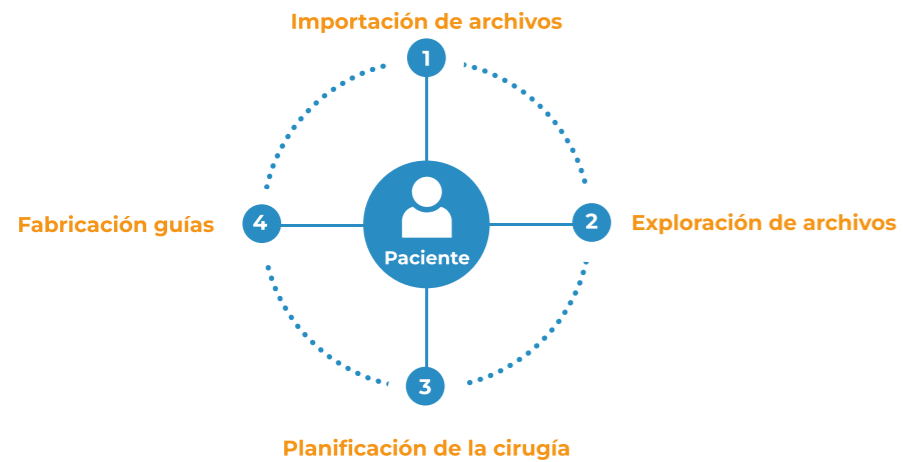 Importación de archivos
1
Fabricación guías
4
2
Exploración de archivos
Paciente
3
Planificación de la cirugía